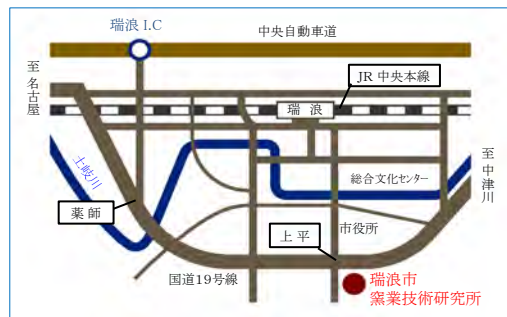 瑞浪 I.C
中央自動車道
至 名古屋
JR 中央本線
瑞 浪
土岐川
総合文化センター
至 中津川
薬 師
市役所
上 平
国道19号線
瑞浪市
窯業技術研究所